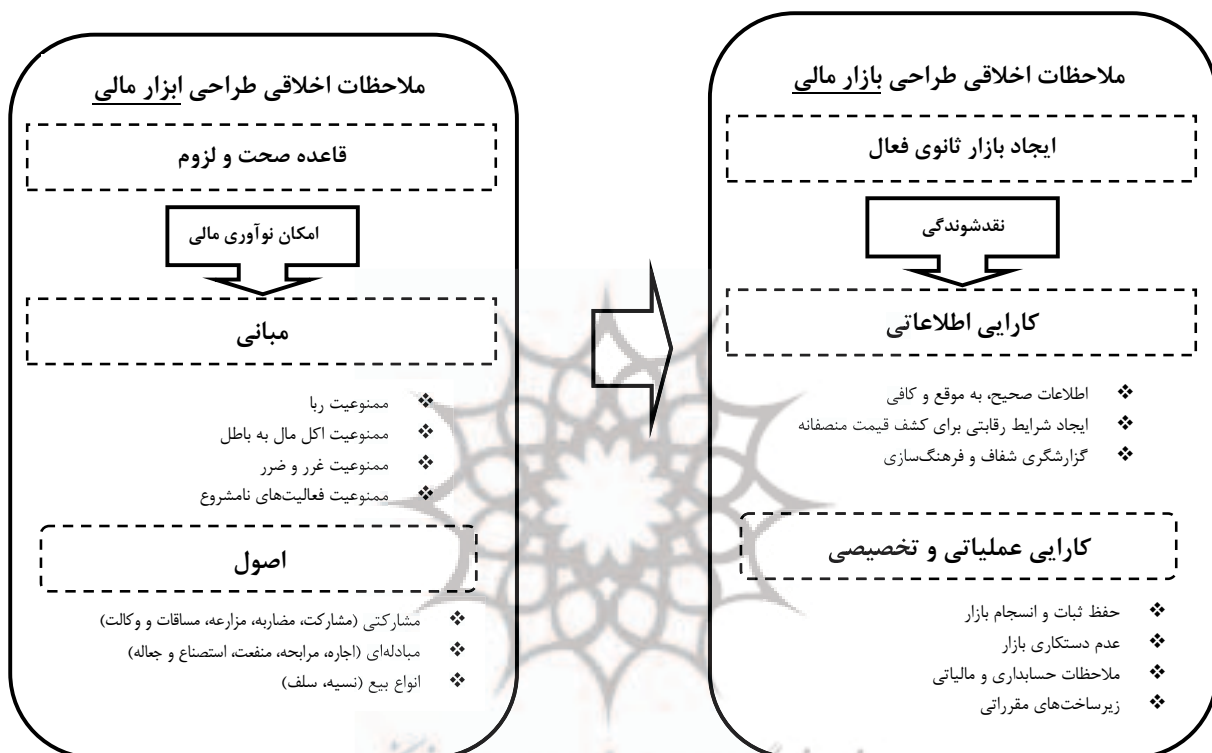 ملاحظات اخلاقی طراحی ابزار مالی
قاعده صحت و لزوم
امکان نوآوری مالی
مبانی
❖ ممنوعیت ربا
❖ ممنوعیت اکل مال به باطل
❖ ممنوعیت غرر و ضرر
❖ ممنوعیت فعالیت‌های نامشروع
اصول
❖ مشارکتی (مشارکت، مضاربه، مزارعه، مساقات و وکالت)
❖ مبادله‌ای (اجاره، مرابحه، منفعت، استصناع و جعاله)
❖ انواع بیع (نسیه، سلف)
ملاحظات اخلاقی طراحی بازار مالی
ایجاد بازار ثانوی فعال
نقدشوندگی
کارایی اطلاعاتی
❖ اطلاعات صحیح، به موقع و کافی
❖ ایجاد شرایط رقابتی برای کشف قیمت منصفانه
❖ گزارشگری شفاف و فرهنگ‌سازی
کارایی عملیاتی و تخصیصی
❖ حفظ ثبات و انسجام بازار
❖ عدم دستکاری بازار
❖ ملاحظات حسابداری و مالیاتی
❖ زیرساخت‌های مقرراتی